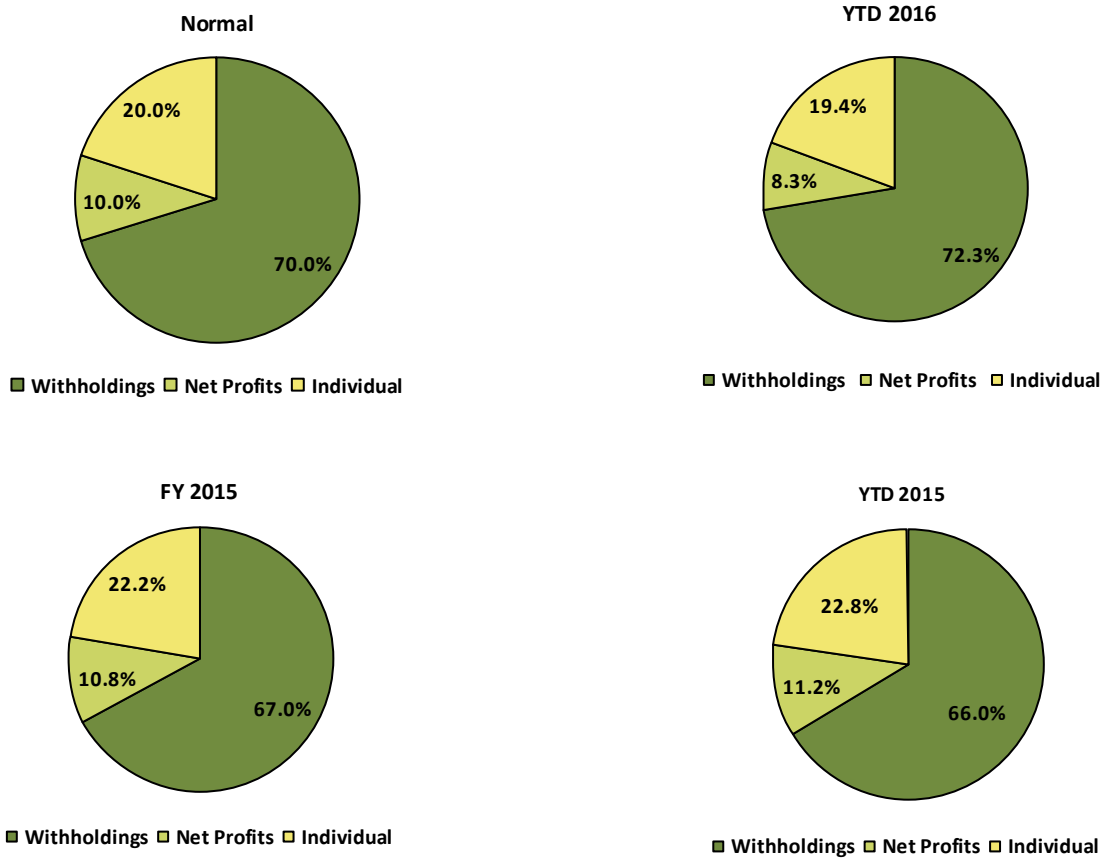 Normal
20.0%
10.0%
70.0%
Withholdings Net Profits Individual
YTD 2016
19.4%
8.3%
72.3%
Withholdings Net Profits Individual
FY 2015
22.2%
10.8%
67.0%
Withholdings Net Profits Individual
YTD 2015
22.8%
11.2%
66.0%
Withholdings Net Profits Individual